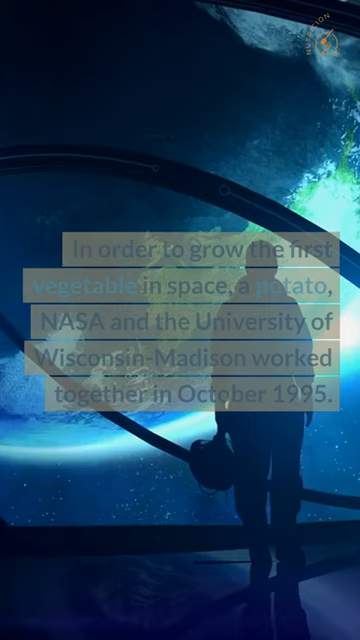 In order to grow the first
vegetable in space, a potato,
NASA and the University of
Wisconsin-Madison worked
together in October 1995.